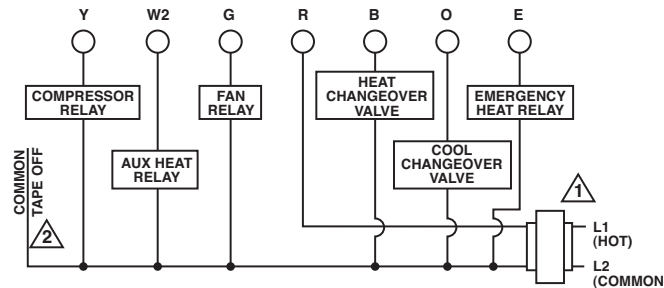 Y W2 G R B O E
COMPRESSOR
RELAY
FAN
RELAY
HEAT
CHANGEOVER
VALVE
EMERGENCY
HEAT RELAY
AUX HEAT
RELAY
COOL
CHANGEOVER
VALVE
COMMON
TAPE OFF
2
1
L1
(HOT)
L2
(COMMON